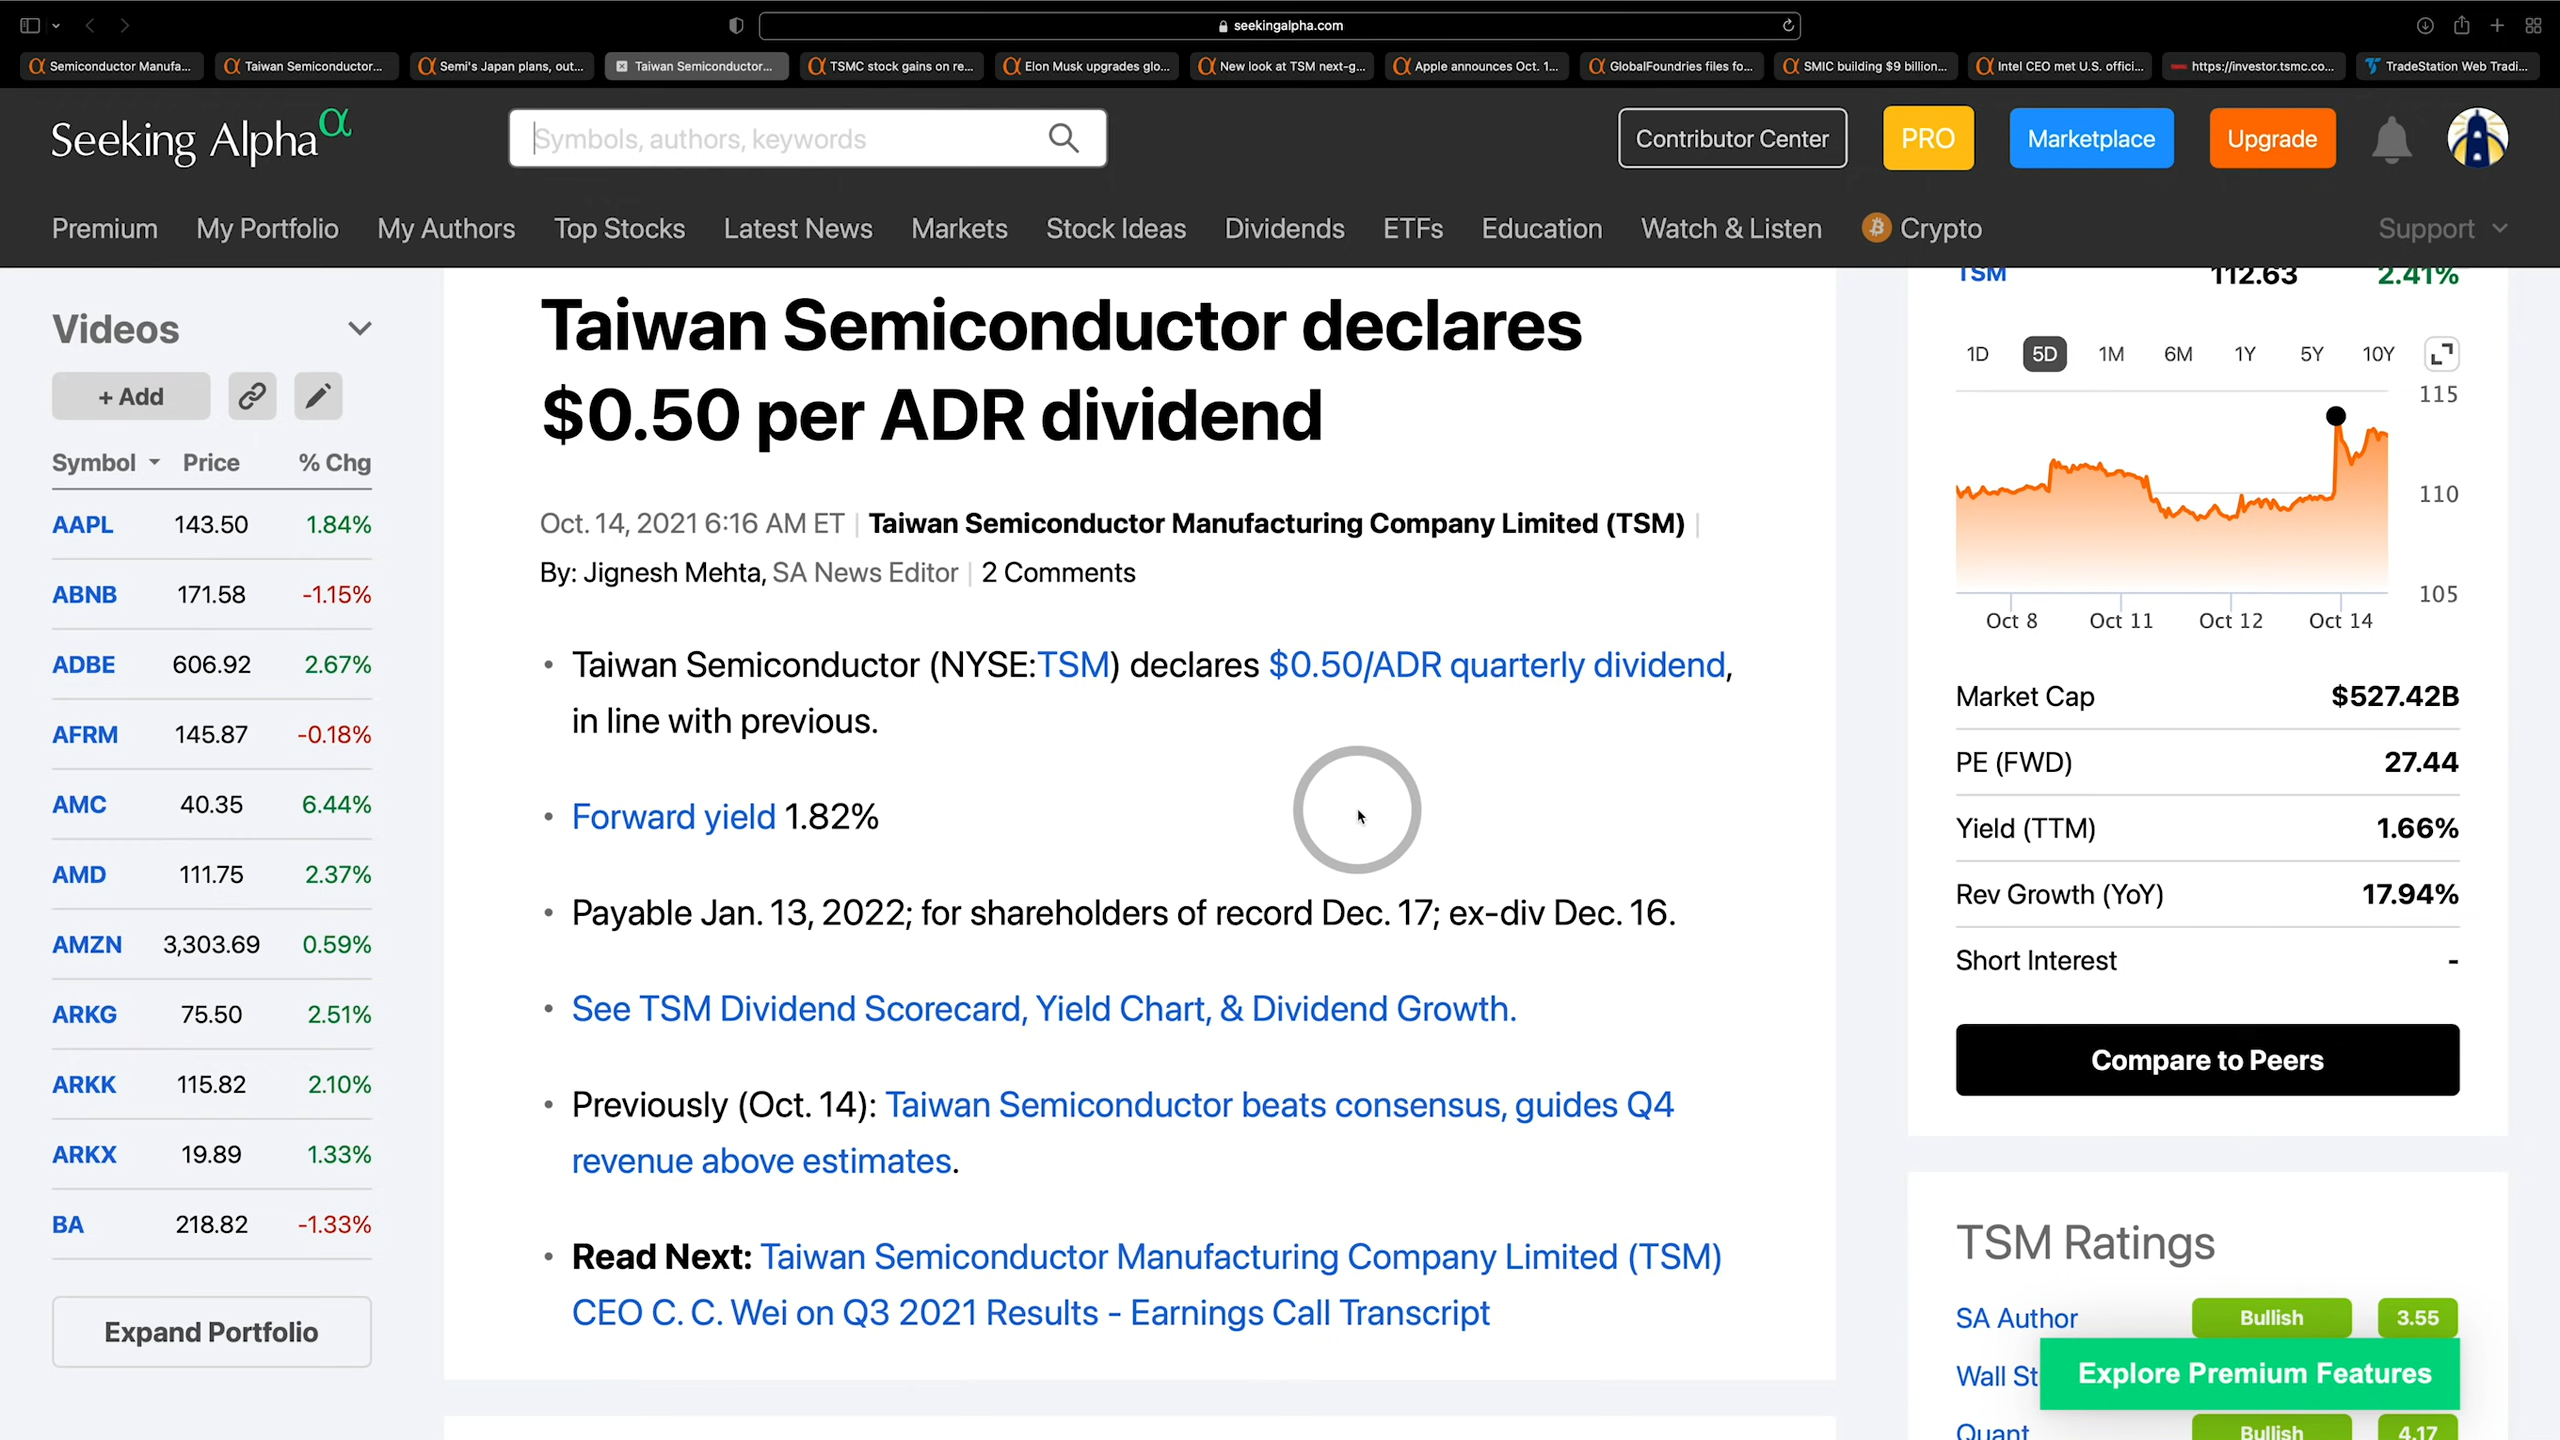 seekingalpha.com
Semiconductor Manufa...
Taiwan Semiconductor...
Semi's Japan plans, out...
Taiwan Semiconductor...
TSMC stock gains on re...
Elon Musk upgrades glo...
New look at TSM next-g...
Apple announces Oct. 1...
GlobalFoundries files fo...
SMIC building $9 billion...
Intel CEO met U.S. offici...
https://investor.tsmc.co...
TradeStation Web Tradi...
Seeking Alpha α
Symbols, authors, keywords
Contributor Center
PRO
Marketplace
Upgrade
Premium My Portfolio My Authors Top Stocks Latest News Markets Stock Ideas Dividends ETFs Education Watch & Listen Crypto Support
Videos
+ Add
Symbol Price % Chg
AAPL 143.50 1.84%
ABNB 171.58 -1.15%
ADBE 606.92 2.67%
AFRM 145.87 -0.18%
AMC 40.35 6.44%
AMD 111.75 2.37%
AMZN 3,303.69 0.59%
ARKG 75.50 2.51%
ARKK 115.82 2.10%
ARKX 19.89 1.33%
BA 218.82 -1.33%
Expand Portfolio
Taiwan Semiconductor declares
$0.50 per ADR dividend
Oct. 14, 2021 6:16 AM ET | Taiwan Semiconductor Manufacturing Company Limited (TSM) |
By: Jignesh Mehta, SA News Editor | 2 Comments
• Taiwan Semiconductor (NYSE:TSM) declares $0.50/ADR quarterly dividend,
in line with previous.
• Forward yield 1.82%
• Payable Jan. 13, 2022; for shareholders of record Dec. 17; ex-div Dec. 16.
• See TSM Dividend Scorecard, Yield Chart, & Dividend Growth.
• Previously (Oct. 14): Taiwan Semiconductor beats consensus, guides Q4
revenue above estimates.
• Read Next: Taiwan Semiconductor Manufacturing Company Limited (TSM)
CEO C. C. Wei on Q3 2021 Results - Earnings Call Transcript
TSM 112.63 2.41%
1D 5D 1M 6M 1Y 5Y 10Y
115
110
105
Oct 8 Oct 11 Oct 12 Oct 14
Market Cap $527.42B
PE (FWD) 27.44
Yield (TTM) 1.66%
Rev Growth (YoY) 17.94%
Short Interest -
Compare to Peers
TSM Ratings
SA Author Bullish 3.55
Wall St
Explore Premium Features
Quant Bullish 4.17